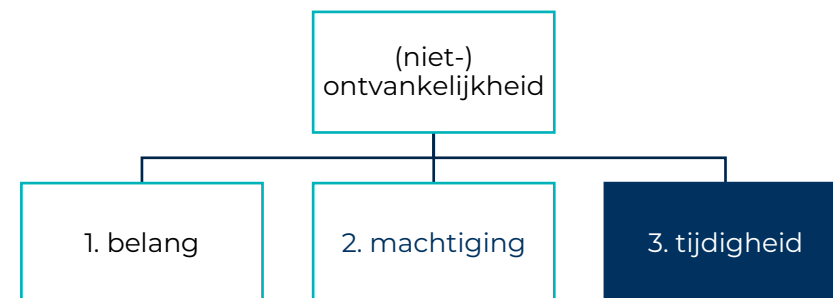 (niet-)
ontvankelijkheid
1. belang
2. machtiging
3. tijdigheid